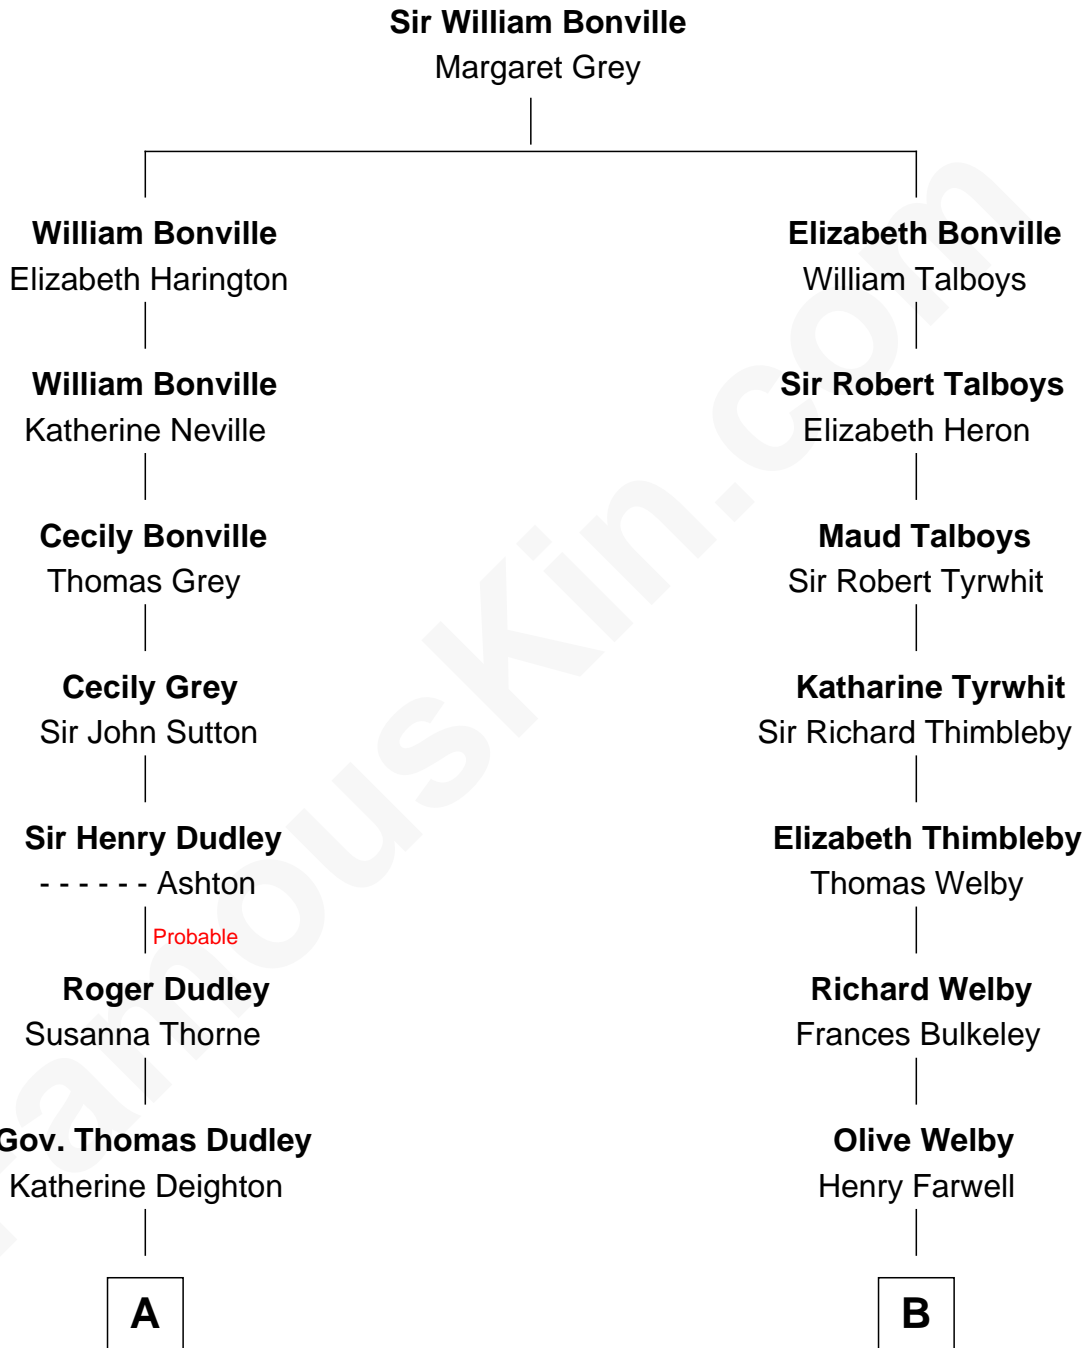 Sir William Bonville
Margaret Grey
William Bonville
Elizabeth Harington
Elizabeth Bonville
William Talboys
William Bonville
Katherine Neville
Sir Robert Talboys
Elizabeth Heron
Cecily Bonville
Thomas Grey
Maud Talboys
Sir Robert Tyrwhit
Cecily Grey
Sir John Sutton
Katharine Tyrwhit
Sir Richard Thimbleby
Sir Henry Dudley
- - - - - - Ashton
Elizabeth Thimbleby
Thomas Welby
Probable
Roger Dudley
Susanna Thorne
Richard Welby
Frances Bulkeley
Gov. Thomas Dudley
Katherine Deighton
Olive Welby
Henry Farwell
A
B
FamousKin.com